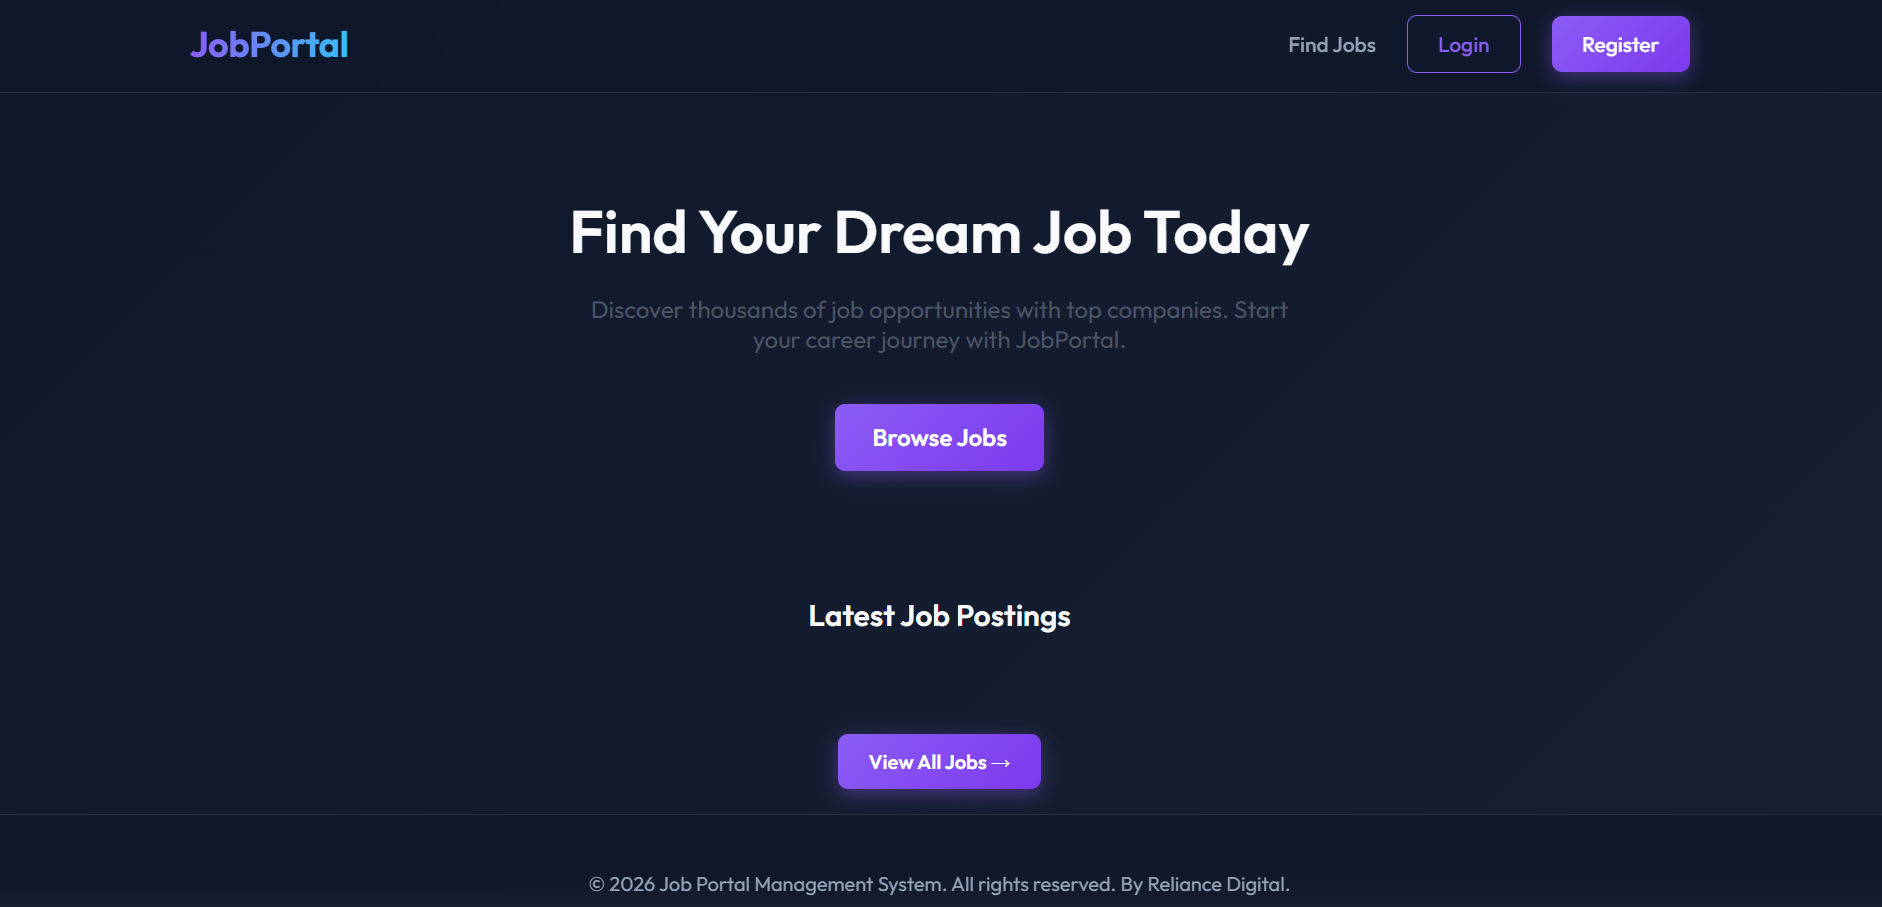 JobPortal
Find Jobs
Login
Register
Find Your Dream Job Today
Discover thousands of job opportunities with top companies. Start
your career journey with JobPortal.
Browse Jobs
Latest Job Postings
View All Jobs →
© 2026 Job Portal Management System. All rights reserved. By Reliance Digital.